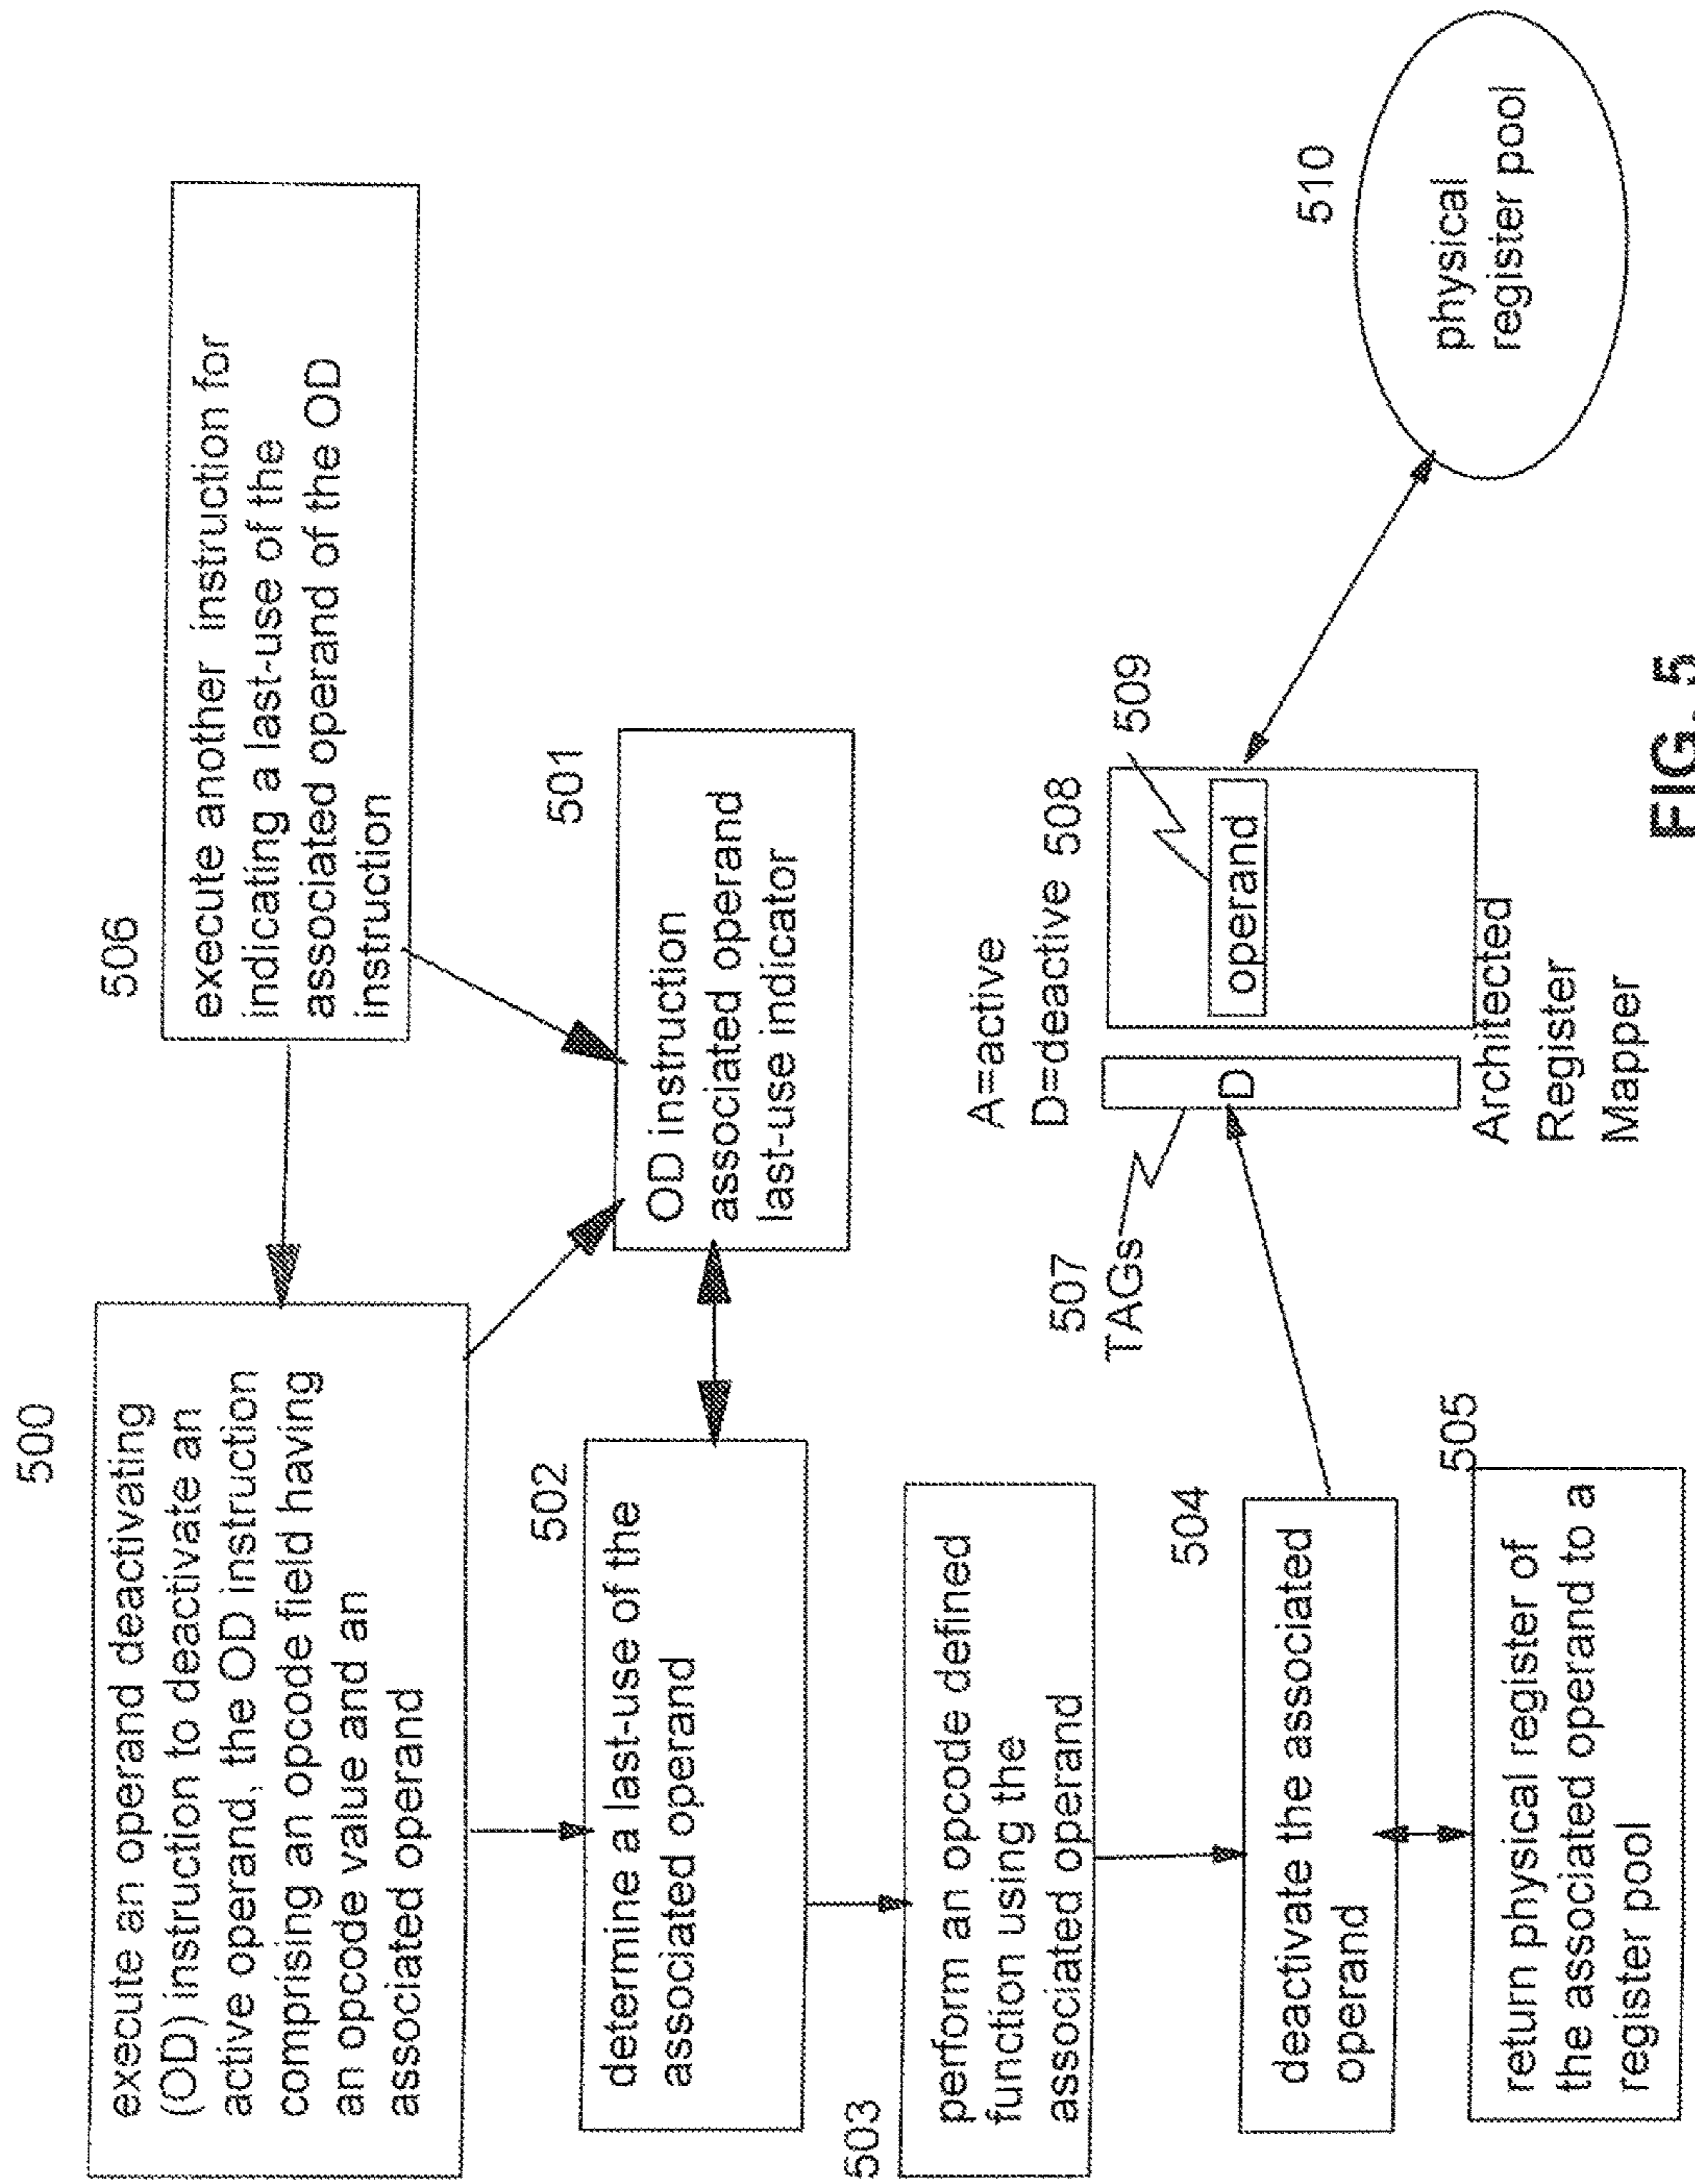 500
execute an operand deactivating
(OD) instruction to deactivate an
active operand, the OD instruction
comprising an opcode field having
an opcode value and an
associated operand
506
execute another instruction for
indicating a last-use of the
associated operand of the OD
instruction
502
determine a last-use of the
associated operand
501
OD instruction
associated operand
last-use indicator
503
perform an opcode defined
function using the
associated operand
504
deactivate the associated
operand
505
return physical register of
the associated operand to a
register pool
507
TAGs
A=active
D=deactive 508
D
509
operand
Architected
Register
Mapper
510
physical
register pool
FIG. 5